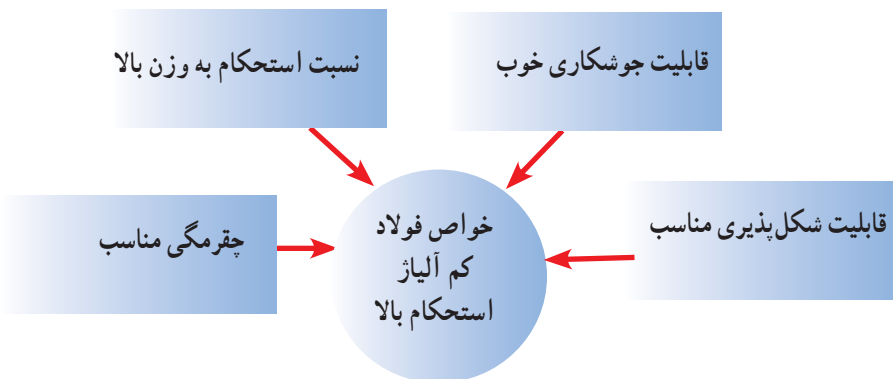 قابلیت جوشکاری خوب
نسبت استحکام به وزن بالا
قابلیت شکل‌پذیری مناسب
چقرمگی مناسب
خواص فولاد
کم آلیاژ
استحکام بالا